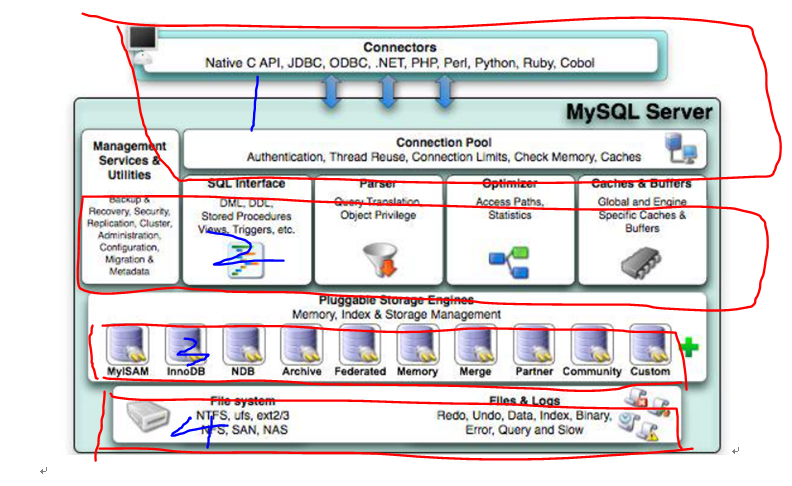 Connectors
Native C API, JDBC, ODBC, .NET, PHP, Perl, Python, Ruby, Cobol
1
MySQL Server
Management
Services &
Utilities
Backup &
Recovery, Security,
Replication, Cluster,
Administration,
Configuration,
Migration &
Metadata
Connection Pool
Authentication, Thread Reuse, Connection Limits, Check Memory, Caches
SQL Interface
DML, DDL,
Stored Procedures
Views, Triggers, etc.
2
Parser
Query Translation,
Object Privilege
Optimizer
Access Paths,
Statistics
Caches & Buffers
Global and Engine
Specific Caches &
Buffers
Pluggable Storage Engines
Memory, Index & Storage Management
3
MyISAM InnoDB NDB Archive Federated Memory Merge Partner Community Custom
File system
NTFS, ufs, ext2/3
NFS, SAN, NAS
4
Files & Logs
Redo, Undo, Data, Index, Binary,
Error, Query and Slow